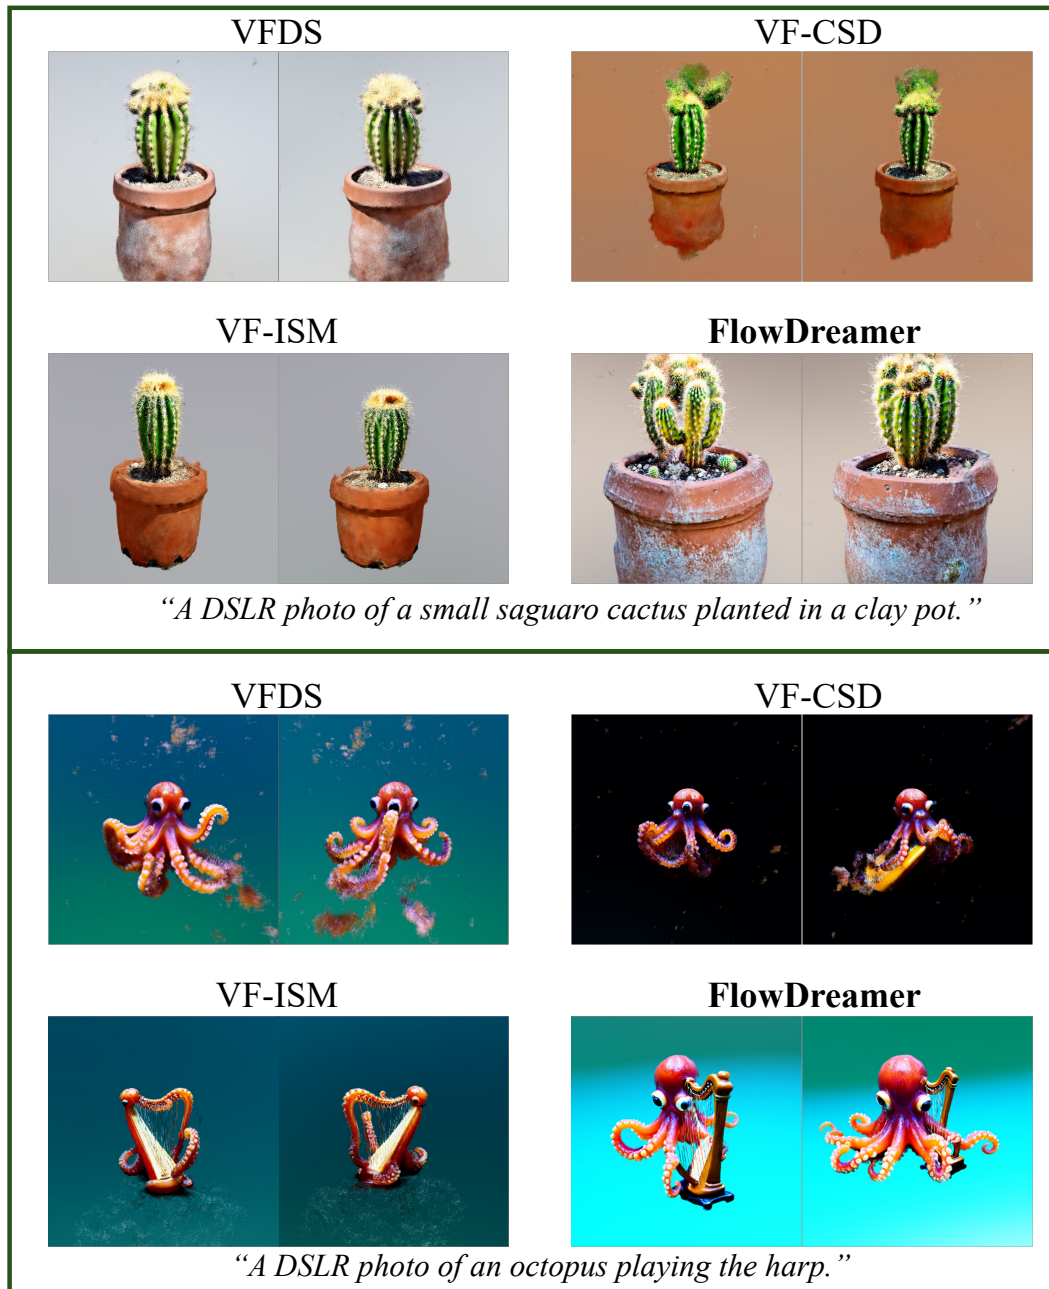 VFDS
VF-CSD
VF-ISM
FlowDreamer
“A DSLR photo of a small saguaro cactus planted in a clay pot.”
VFDS
VF-CSD
VF-ISM
FlowDreamer
“A DSLR photo of an octopus playing the harp.”